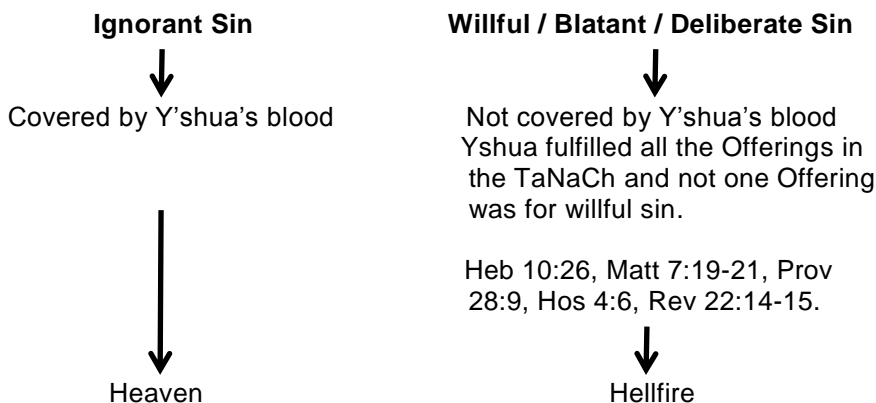 Ignorant Sin
Covered by Y'shua's blood
Heaven
Willful / Blatant / Deliberate Sin
Not covered by Y'shua's blood
Yshua fulfilled all the Offerings in
the TaNaCh and not one Offering
was for willful sin.
Heb 10:26, Matt 7:19-21, Prov
28:9, Hos 4:6, Rev 22:14-15.
Hellfire